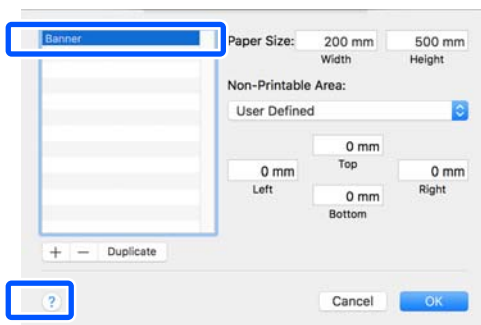 Banner
Paper Size: 200 mm 500 mm
Width Height
Non-Printable Area:
User Defined
0 mm
Top
0 mm 0 mm
Left Right
0 mm
Bottom
+ − Duplicate
? Cancel OK